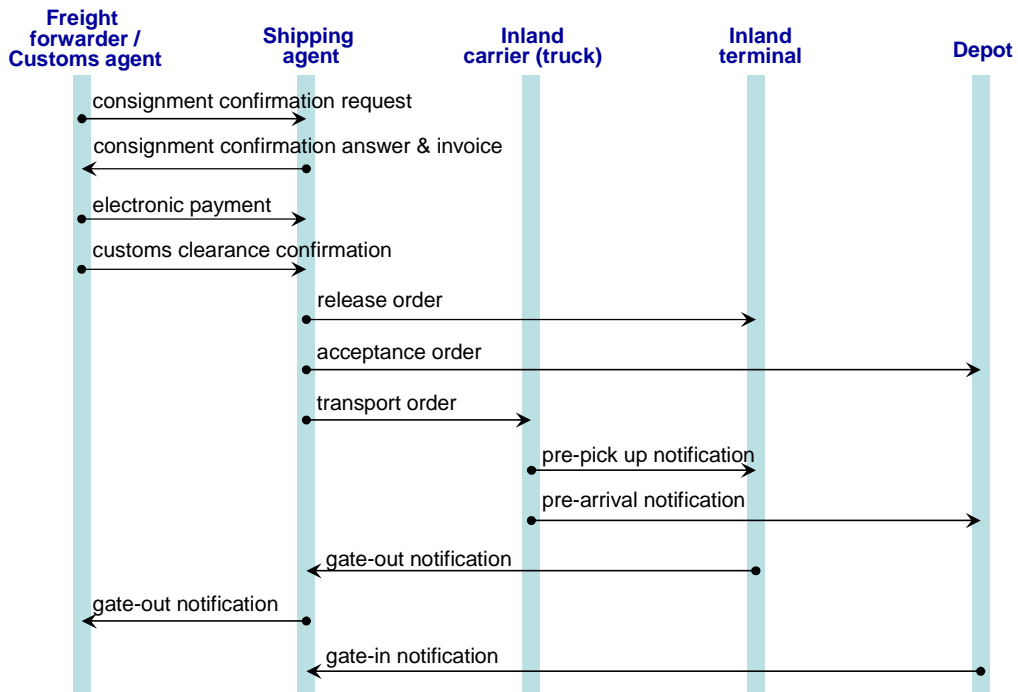 Freight
forwarder /
Customs agent
Shipping
agent
Inland
carrier (truck)
Inland
terminal
Depot
consignment confirmation request
consignment confirmation answer & invoice
electronic payment
customs clearance confirmation
release order
acceptance order
transport order
pre-pick up notification
pre-arrival notification
gate-out notification
gate-out notification
gate-in notification